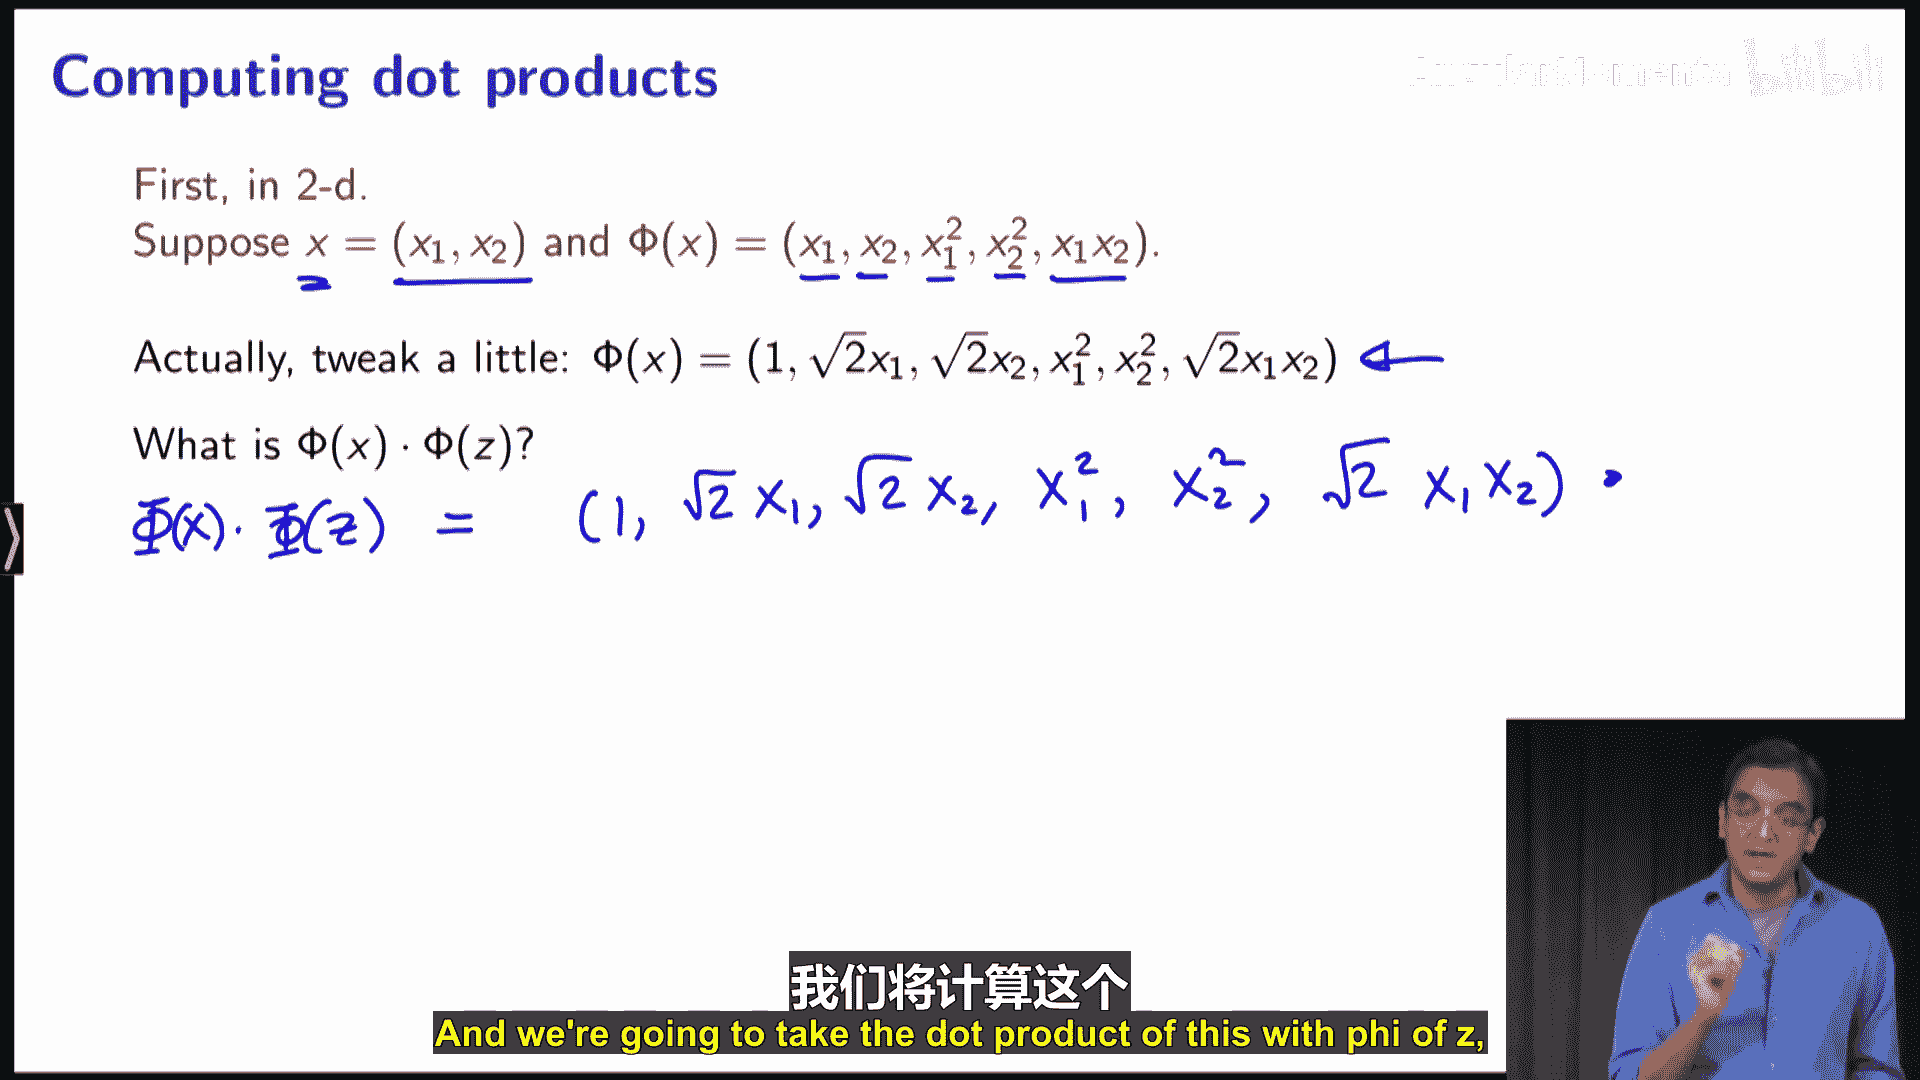 Computing dot products
bilibili
First, in 2-d.
Suppose x = (x₁, x₂) and Φ(x) = (x₁, x₂, x₁², x₂², x₁x₂).
Actually, tweak a little: Φ(x) = (1, √2x₁, √2x₂, x₁², x₂², √2x₁x₂)
What is Φ(x) · Φ(z)?
Φ(x) · Φ(z) = (1, √2 x₁, √2 x₂, x₁², x₂², √2 x₁x₂) ·
我们将计算这个
And we're going to take the dot product of this with phi of z,